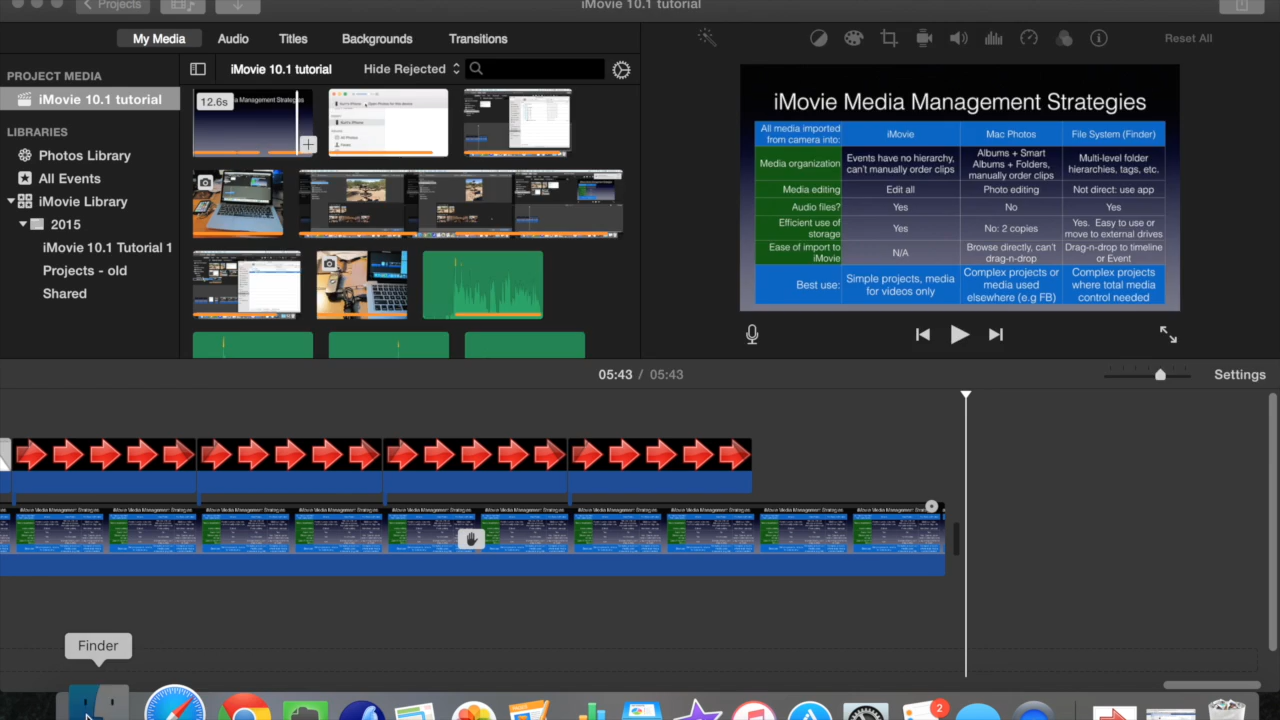 Projects
iMovie 10.1 tutorial
My Media
Audio
Titles
Backgrounds
Transitions
Reset All
PROJECT MEDIA
iMovie 10.1 tutorial
LIBRARIES
Photos Library
All Events
iMovie Library
2015
iMovie 10.1 Tutorial 1
Projects - old
Shared
iMovie 10.1 tutorial
Hide Rejected
12.6s
iMovie Media Management Strategies
All media imported from camera into:
iMovie
Mac Photos
File System (Finder)
Media organization
Events have no hierarchy, can't manually order clips
Albums + Smart Albums + Folders, manually order clips
Multi-level folder hierarchies, tags, etc.
Media editing
Edit all
Photo editing
Not direct: use app
Audio files?
Yes
No
Yes
Efficient use of storage
Yes
No: 2 copies
Yes. Easy to use or move to external drives
Ease of import to iMovie
N/A
Browse directly, can't drag-n-drop
Drag-n-drop to timeline or Event
Best use:
Simple projects, media for videos only
Complex projects or media used elsewhere (e.g FB)
Complex projects where total media control needed
05:43 / 05:43
Settings
Finder
2